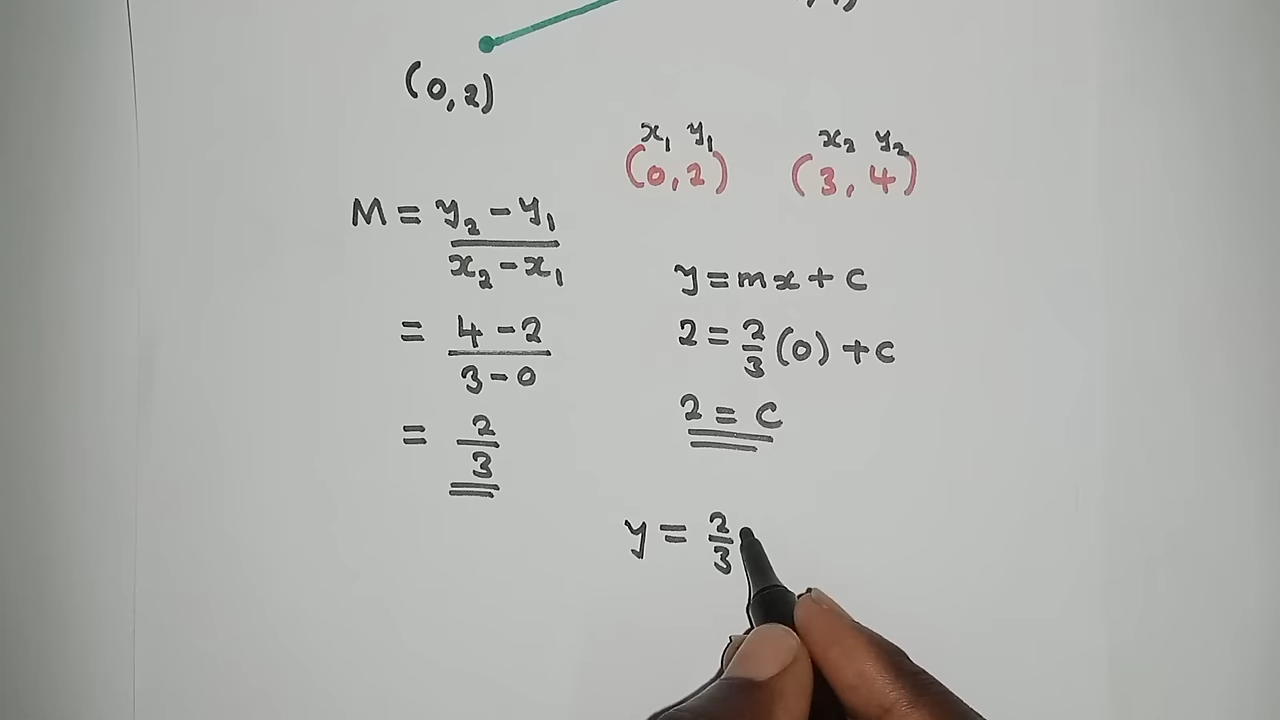 (0, 2)
x₁ y₁ x₂ y₂
(0, 2) (3, 4)
M = y₂ - y₁ / x₂ - x₁
= 4 - 2 / 3 - 0
= 2/3
y = mx + c
2 = 2/3 (0) + c
2 = c
y = 2/3